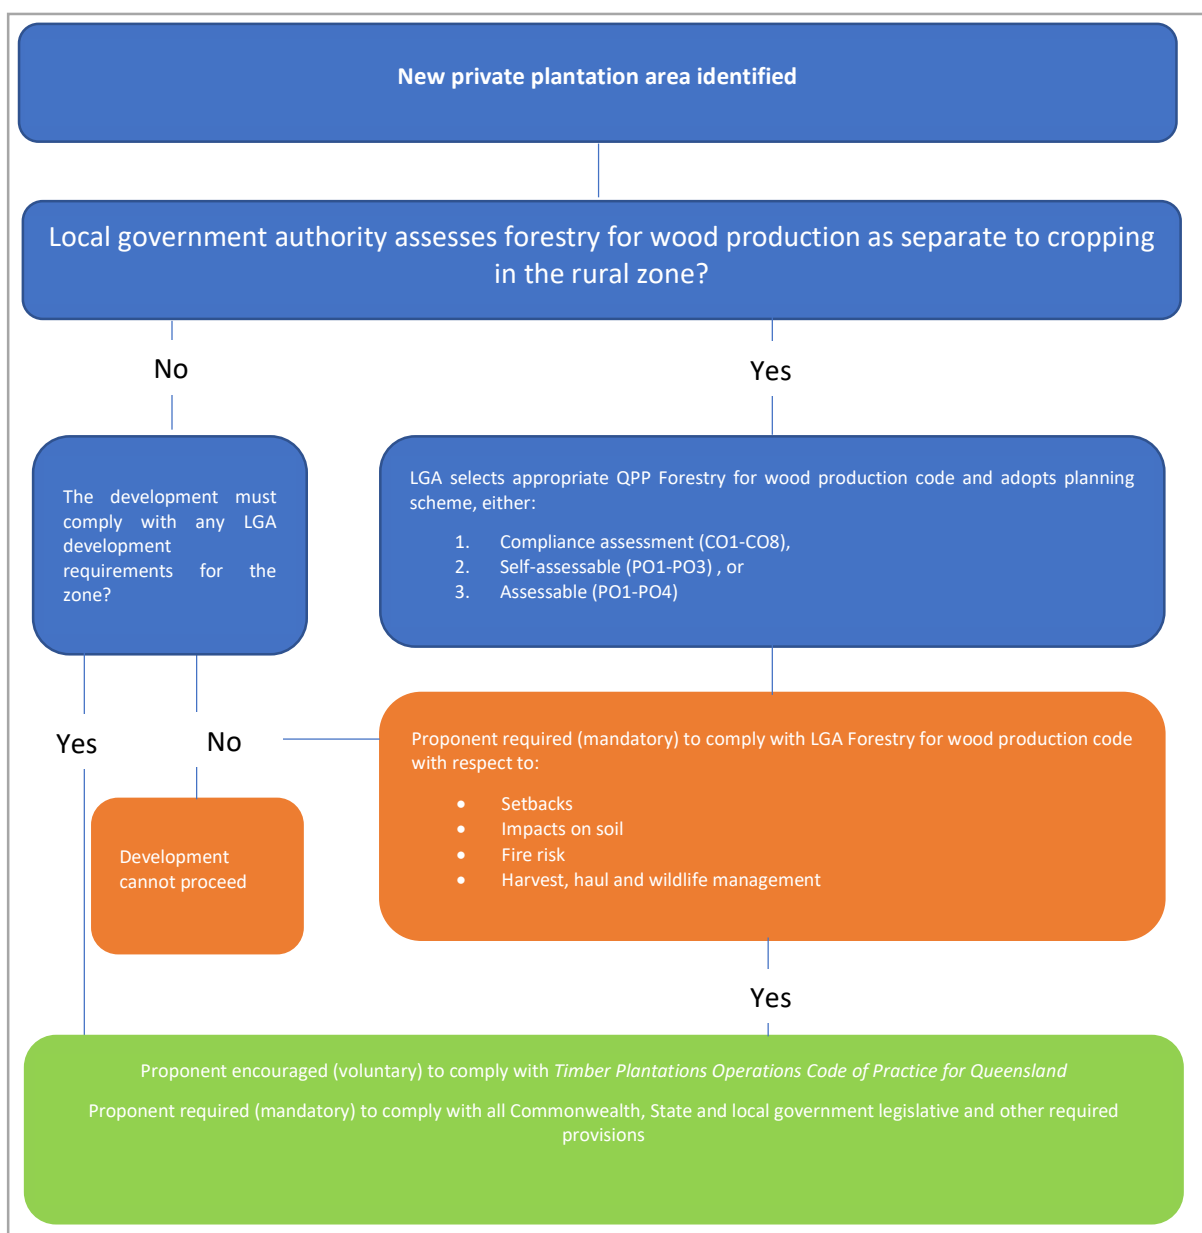 New private plantation area identified
Local government authority assesses forestry for wood production as separate to cropping
in the rural zone?
No
Yes
The development must
comply with any LGA
development
requirements for the
zone?
LGA selects appropriate QPP Forestry for wood production code and adopts planning
scheme, either:
1. Compliance assessment (CO1-CO8),
2. Self-assessable (PO1-PO3) , or
3. Assessable (PO1-PO4)
Yes
No
Proponent required (mandatory) to comply with LGA Forestry for wood production code
with respect to:
• Setbacks
• Impacts on soil
• Fire risk
• Harvest, haul and wildlife management
Development
cannot proceed
Yes
Proponent encouraged (voluntary) to comply with Timber Plantations Operations Code of Practice for Queensland
Proponent required (mandatory) to comply with all Commonwealth, State and local government legislative and other required
provisions